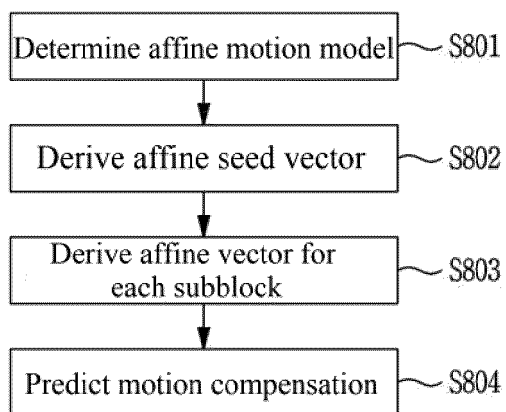 Determine affine motion model S801
Derive affine seed vector S802
Derive affine vector for
each subblock S803
Predict motion compensation S804